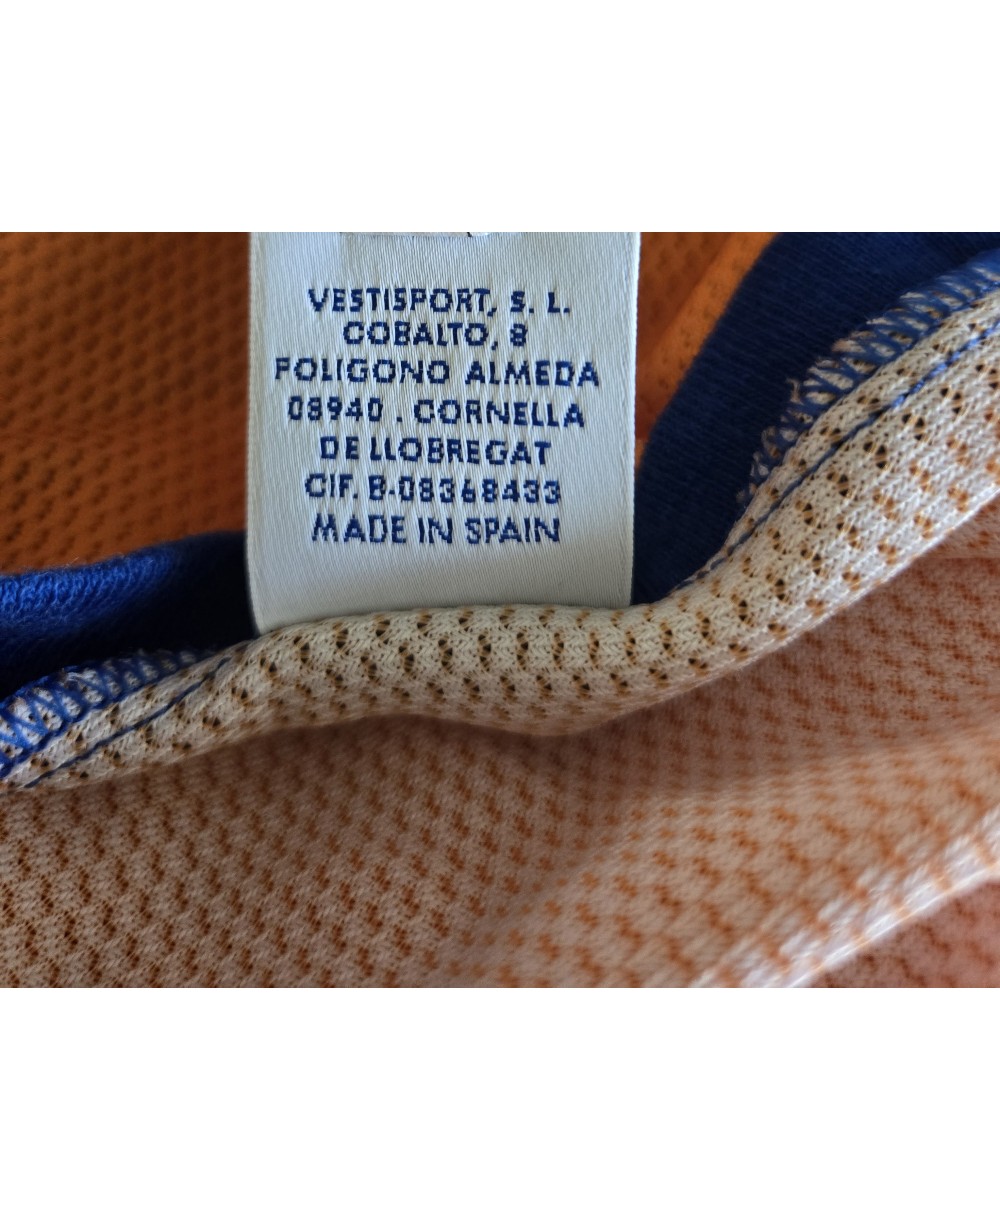 VESTISPORT, S. L.
COBALTO, 8
POLIGONO ALMEDA
08940 . CORNELLA
DE LLOBREGAT
CIF. B-08368433
MADE IN SPAIN